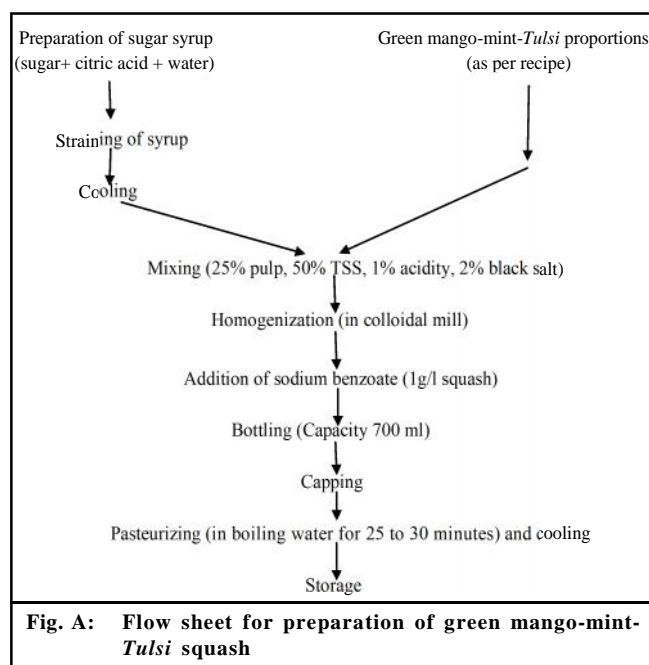 Preparation of sugar syrup
(sugar+ citric acid + water)
Green mango-mint-Tulsi proportions
(as per recipe)
Straining of syrup
Cooling
Mixing (25% pulp, 50% TSS, 1% acidity, 2% black salt)
Homogenization (in colloidal mill)
Addition of sodium benzoate (1g/l squash)
Bottling (Capacity 700 ml)
Capping
Pasteurizing (in boiling water for 25 to 30 minutes) and cooling
Storage
Fig. A: Flow sheet for preparation of green mango-mint-
Tulsi squash